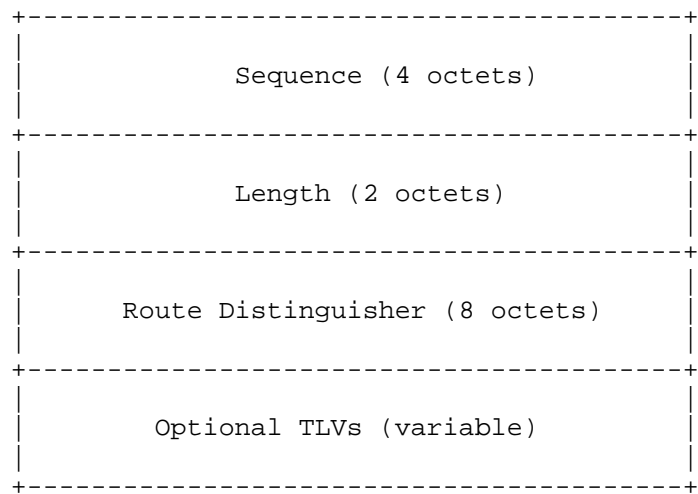 Sequence (4 octets)
Length (2 octets)
Route Distinguisher (8 octets)
Optional TLVs (variable)